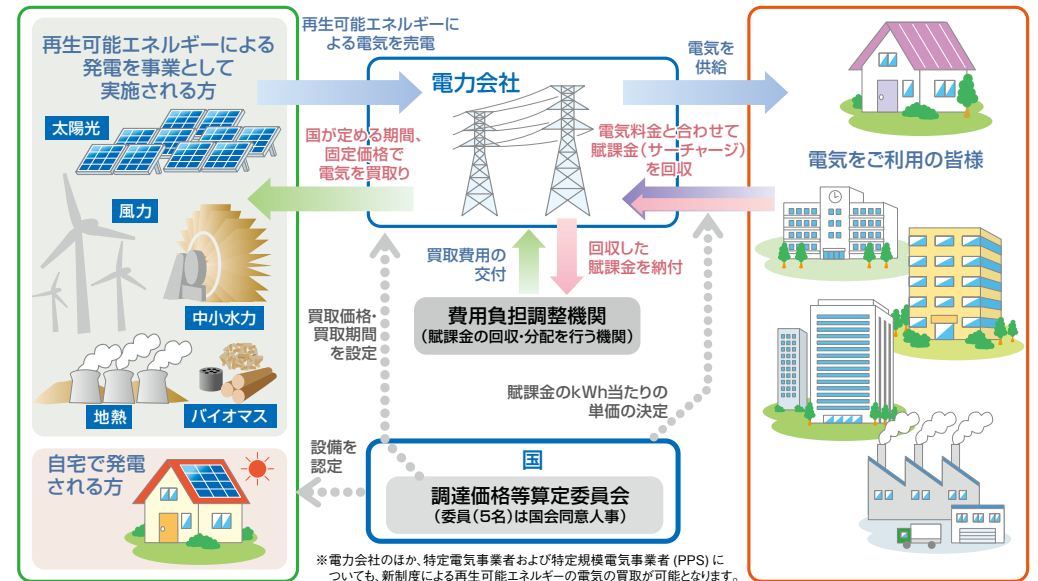 再生可能エネルギーによる
発電を事業として
実施される方
太陽光
風力
中小水力
地熱
バイオマス
自宅で発電
される方
再生可能エネルギーに
よる電気を売電
国が定める期間、
固定価格で
電気を買取り
電力会社
電気を
供給
電気料金と合わせて
賦課金(サーチャージ)
を回収
電気をご利用の皆様
買取費用の
交付
回収した
賦課金を納付
費用負担調整機関
(賦課金の回収・分配を行う機関)
買取価格・
買取期間
を設定
賦課金のkWh当たりの
単価の決定
設備を
認定
国
調達価格等算定委員会
(委員(5名)は国会同意人事)
※電力会社のほか、特定電気事業者および特定規模電気事業者(PPS)に
ついても、新制度による再生可能エネルギーの電気の買取が可能となります。